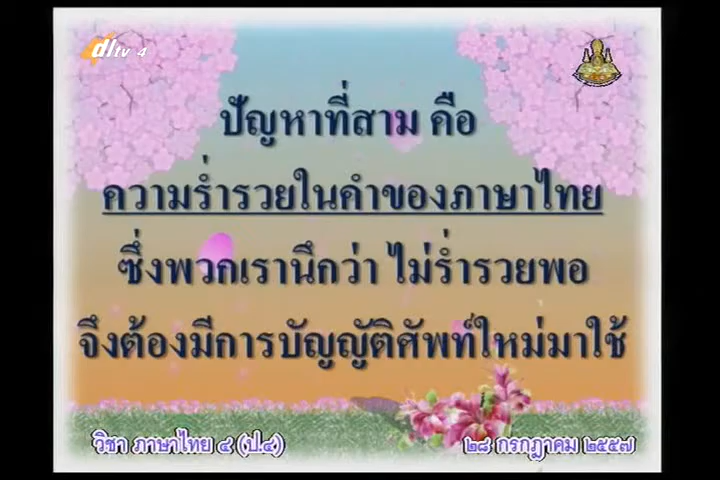 dltv 4
ปัญหาที่สาม คือ
ความร่ำรวยในคำของภาษาไทย
ซึ่งพวกเรานึกว่า ไม่ร่ำรวยพอ
จึงต้องมีการบัญญัติศัพท์ใหม่มาใช้
วิชา ภาษาไทย ๔ (ป.๔)
๒๘ กรกฎาคม ๒๕๕๗